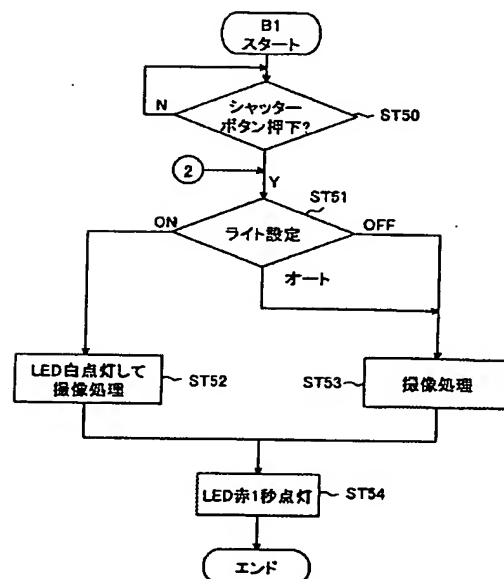 B1
スタート
N
シャッター
ボタン押下?
ST50
2
Y
ST51
ON
ライト設定
OFF
オート
LED白点灯して
撮像処理
ST52
ST53
撮像処理
LED赤1秒点灯
ST54
エンド